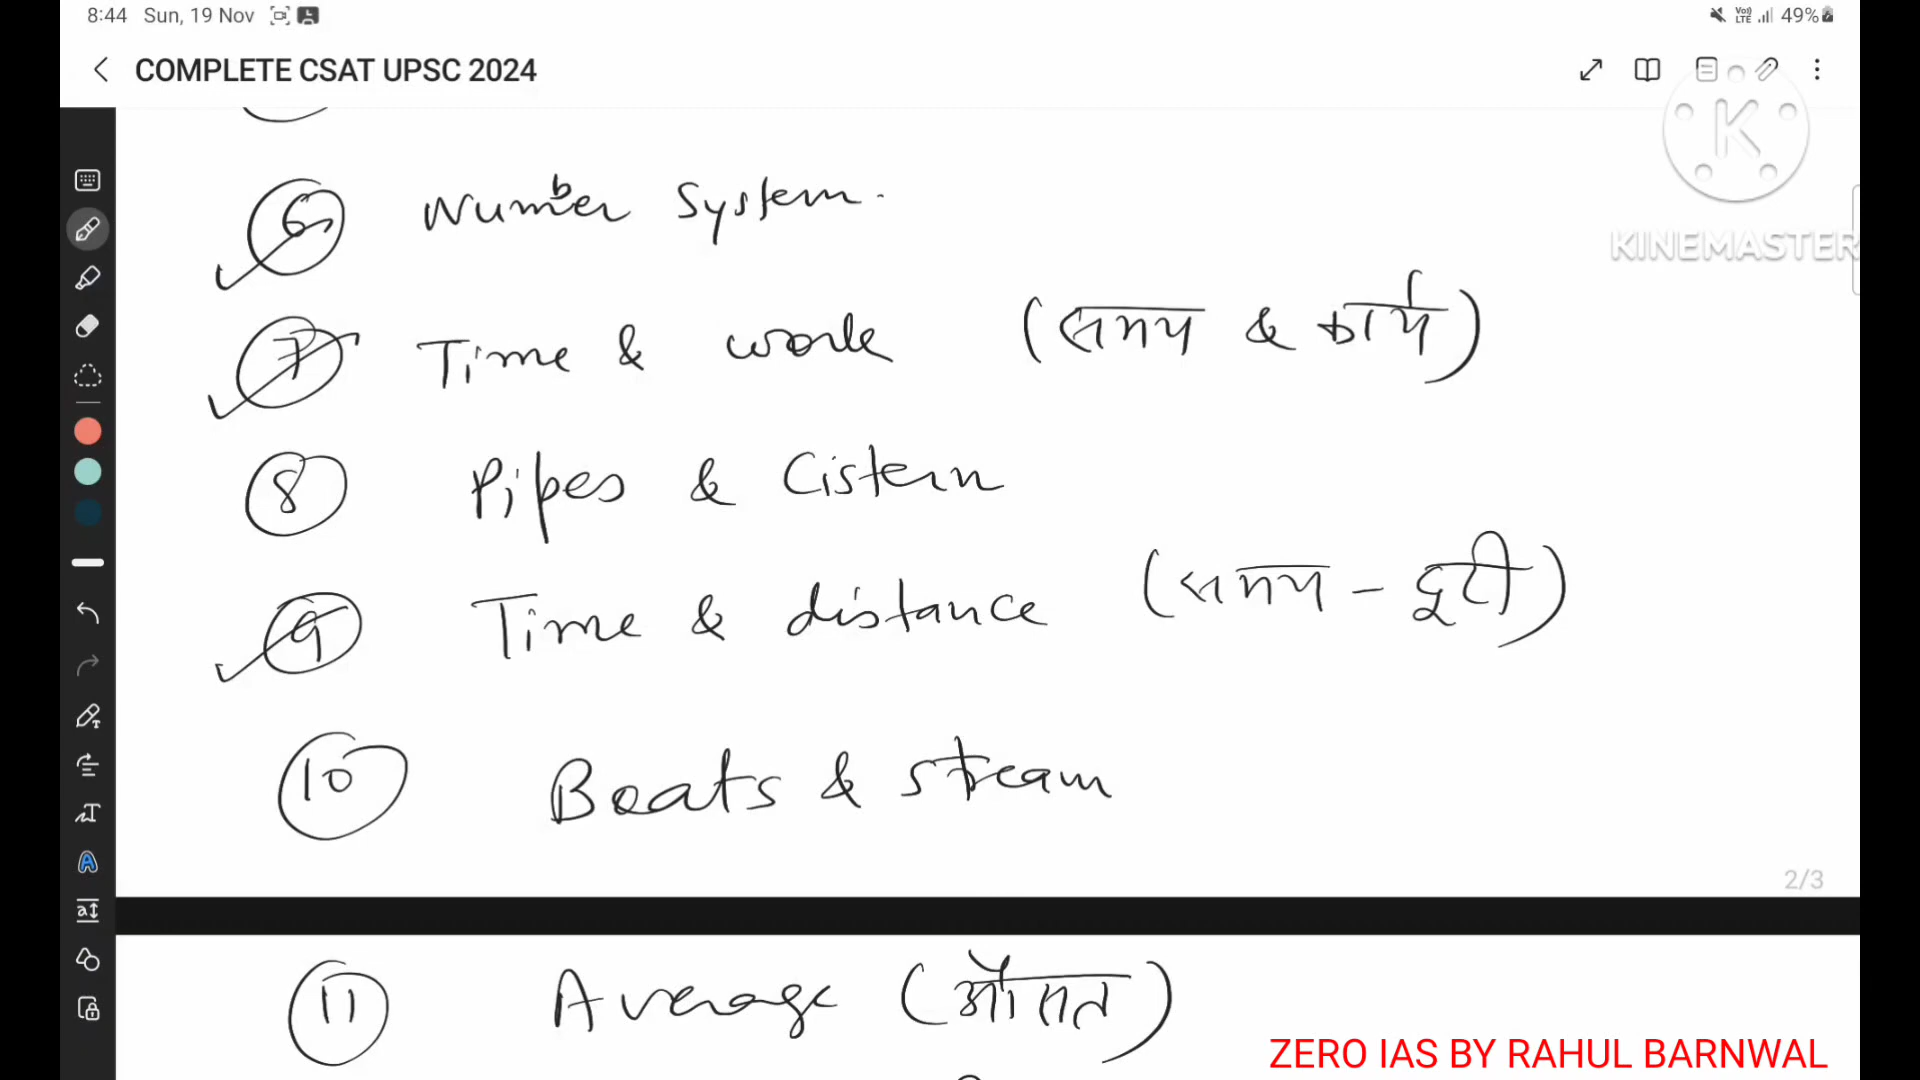 8:44 Sun, 19 Nov 49%
COMPLETE CSAT UPSC 2024
K
KINEMASTER
6 Number System.
7 Time & work (समय & कार्य)
8 Pipes & Cistern
9 Time & distance (समय - दूरी)
10 Boats & stream
2/3
11 Average (औसत)
ZERO IAS BY RAHUL BARNWAL